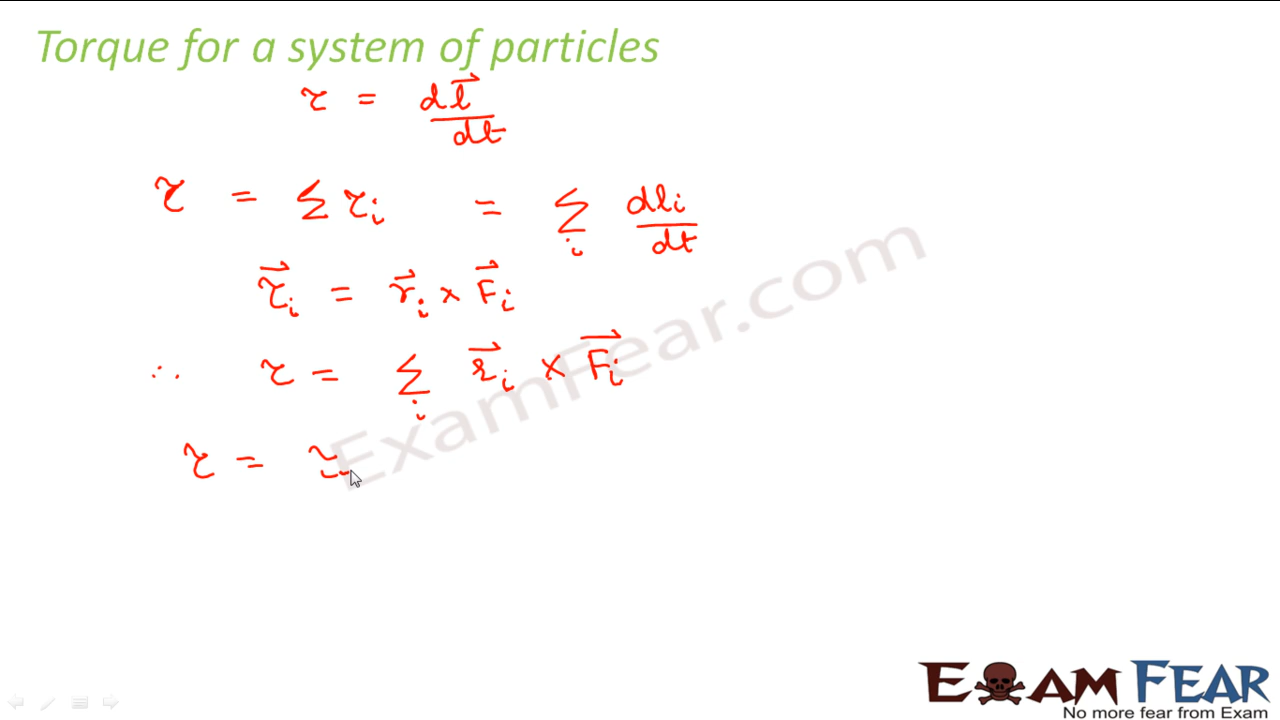 Torque for a system of particles
τ = dl⃗/dt
τ = Σ τᵢ = Σᵢ dlᵢ/dt
τ⃗ᵢ = r⃗ᵢ × F⃗ᵢ
∴ τ = Σᵢ r⃗ᵢ × F⃗ᵢ
τ = τ
ExamFear.com
EXAM FEAR
No more fear from Exam